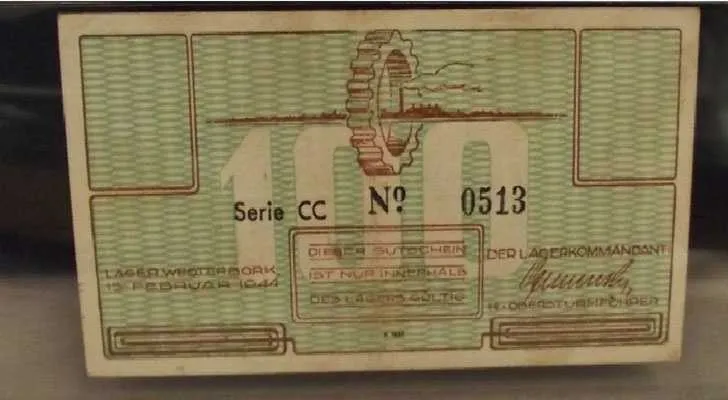 100
Serie CC Nº 0513
LAGER WESTERBORK
15 FEBRUAR 1944
DIESER GUTSCHEIN
IST NUR INNERHALB
DES LAGERS GÜLTIG
DER LAGERKOMMANDANT
OBERSTURMFÜHRER